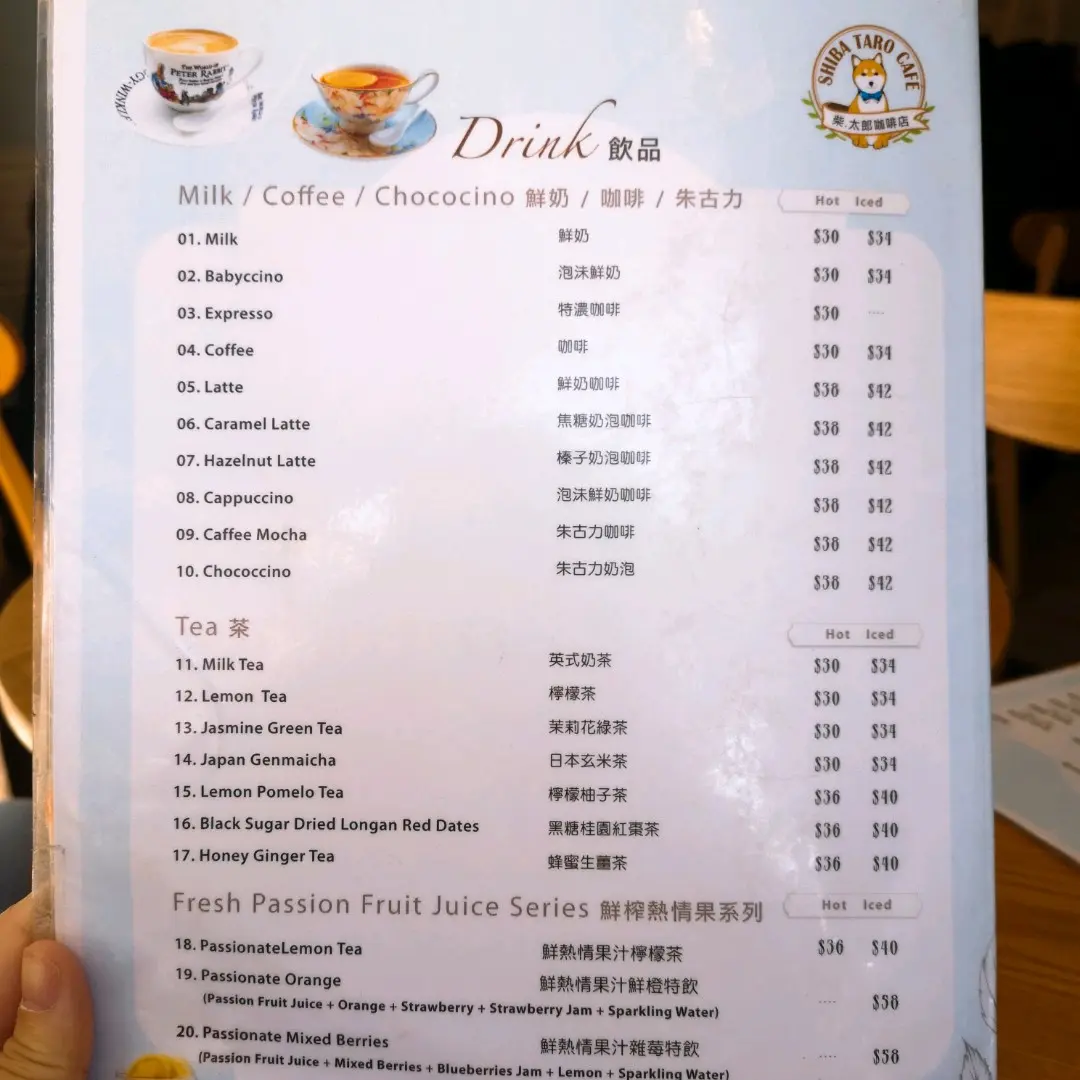 THE WORLD OF
PETER RABBIT
SHIBA TARO CAFE
柴.太郎咖啡店
Drink 飲品
Milk / Coffee / Chococino 鮮奶 / 咖啡 / 朱古力 Hot Iced
01. Milk 鮮奶 $30 $34
02. Babyccino 泡沫鮮奶 $30 $34
03. Expresso 特濃咖啡 $30 ....
04. Coffee 咖啡 $30 $34
05. Latte 鮮奶咖啡 $38 $42
06. Caramel Latte 焦糖奶泡咖啡 $38 $42
07. Hazelnut Latte 榛子奶泡咖啡 $38 $42
08. Cappuccino 泡沫鮮奶咖啡 $38 $42
09. Caffee Mocha 朱古力咖啡 $38 $42
10. Chococcino 朱古力奶泡 $38 $42
Tea 茶 Hot Iced
11. Milk Tea 英式奶茶 $30 $34
12. Lemon Tea 檸檬茶 $30 $34
13. Jasmine Green Tea 茉莉花綠茶 $30 $34
14. Japan Genmaicha 日本玄米茶 $30 $34
15. Lemon Pomelo Tea 檸檬柚子茶 $36 $40
16. Black Sugar Dried Longan Red Dates 黑糖桂圓紅棗茶 $36 $40
17. Honey Ginger Tea 蜂蜜生薑茶 $36 $40
Fresh Passion Fruit Juice Series 鮮榨熱情果系列 Hot Iced
18. PassionateLemon Tea 鮮熱情果汁檸檬茶 $36 $40
19. Passionate Orange 鮮熱情果汁鮮橙特飲 .... $58
(Passion Fruit Juice + Orange + Strawberry + Strawberry Jam + Sparkling Water)
20. Passionate Mixed Berries 鮮熱情果汁雜莓特飲 .... $58
(Passion Fruit Juice + Mixed Berries + Blueberries Jam + Lemon + Sparkling Water)